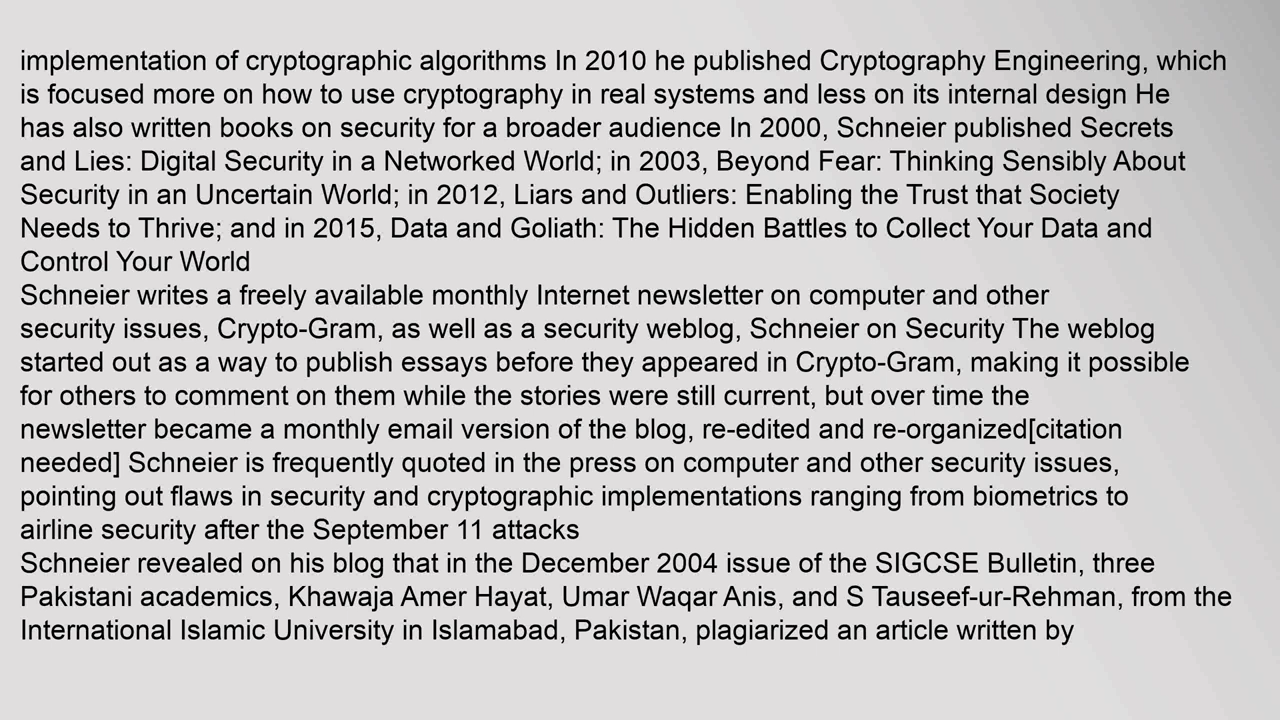 implementation of cryptographic algorithms In 2010 he published Cryptography Engineering, which
is focused more on how to use cryptography in real systems and less on its internal design He
has also written books on security for a broader audience In 2000, Schneier published Secrets
and Lies: Digital Security in a Networked World; in 2003, Beyond Fear: Thinking Sensibly About
Security in an Uncertain World; in 2012, Liars and Outliers: Enabling the Trust that Society
Needs to Thrive; and in 2015, Data and Goliath: The Hidden Battles to Collect Your Data and
Control Your World
Schneier writes a freely available monthly Internet newsletter on computer and other
security issues, Crypto-Gram, as well as a security weblog, Schneier on Security The weblog
started out as a way to publish essays before they appeared in Crypto-Gram, making it possible
for others to comment on them while the stories were still current, but over time the
newsletter became a monthly email version of the blog, re-edited and re-organized[citation
needed] Schneier is frequently quoted in the press on computer and other security issues,
pointing out flaws in security and cryptographic implementations ranging from biometrics to
airline security after the September 11 attacks
Schneier revealed on his blog that in the December 2004 issue of the SIGCSE Bulletin, three
Pakistani academics, Khawaja Amer Hayat, Umar Waqar Anis, and S Tauseef-ur-Rehman, from the
International Islamic University in Islamabad, Pakistan, plagiarized an article written by